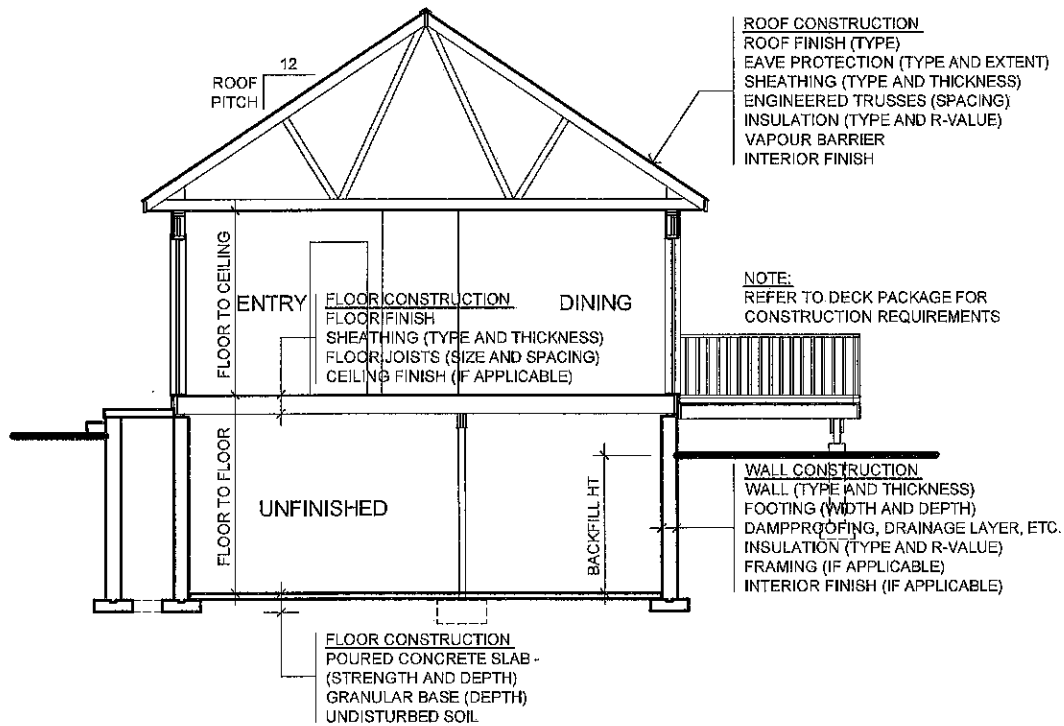 ROOF CONSTRUCTION
ROOF FINISH (TYPE)
EAVE PROTECTION (TYPE AND EXTENT)
SHEATHING (TYPE AND THICKNESS)
ENGINEERED TRUSSES (SPACING)
INSULATION (TYPE AND R-VALUE)
VAPOUR BARRIER
INTERIOR FINISH
12
ROOF
PITCH
FLOOR TO CEILING
ENTRY
FLOOR CONSTRUCTION
FLOOR FINISH
SHEATHING (TYPE AND THICKNESS)
FLOOR JOISTS (SIZE AND SPACING)
CEILING FINISH (IF APPLICABLE)
DINING
NOTE:
REFER TO DECK PACKAGE FOR
CONSTRUCTION REQUIREMENTS
FLOOR TO FLOOR
UNFINISHED
BACKFILL HT
WALL CONSTRUCTION
WALL (TYPE AND THICKNESS)
FOOTING (WIDTH AND DEPTH)
DAMPPROOFING, DRAINAGE LAYER, ETC.
INSULATION (TYPE AND R-VALUE)
FRAMING (IF APPLICABLE)
INTERIOR FINISH (IF APPLICABLE)
FLOOR CONSTRUCTION
POURED CONCRETE SLAB -
(STRENGTH AND DEPTH)
GRANULAR BASE (DEPTH)
UNDISTURBED SOIL